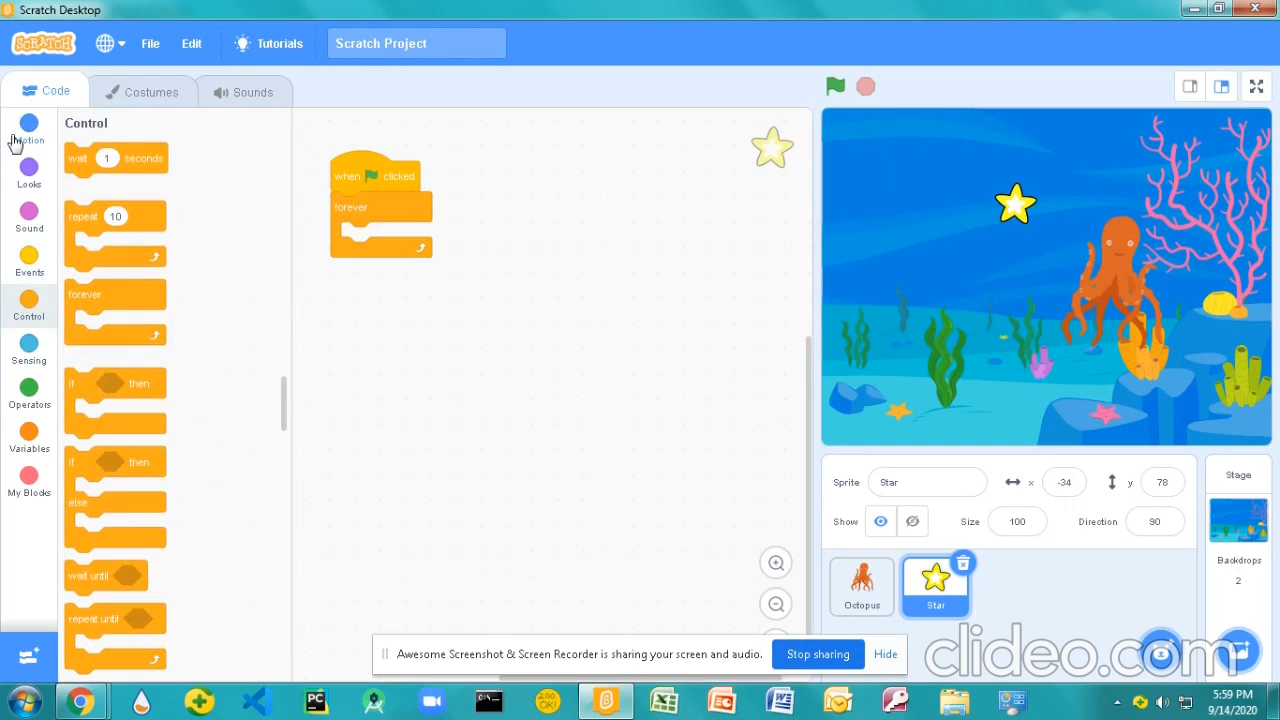 Scratch Desktop
SCRATCH
File
Edit
Tutorials
Scratch Project
Code
Costumes
Sounds
Motion
Looks
Sound
Events
Control
Sensing
Operators
Variables
My Blocks
Control
wait 1 seconds
repeat 10
forever
if then
if then
else
wait until
repeat until
when clicked
forever
Sprite Star
x -34
y 78
Show
Size 100
Direction 90
Octopus
Star
Stage
Backdrops
2
Awesome Screenshot & Screen Recorder is sharing your screen and audio.
Stop sharing
Hide
clideo.com
PC
200
OK!
5:59 PM
9/14/2020